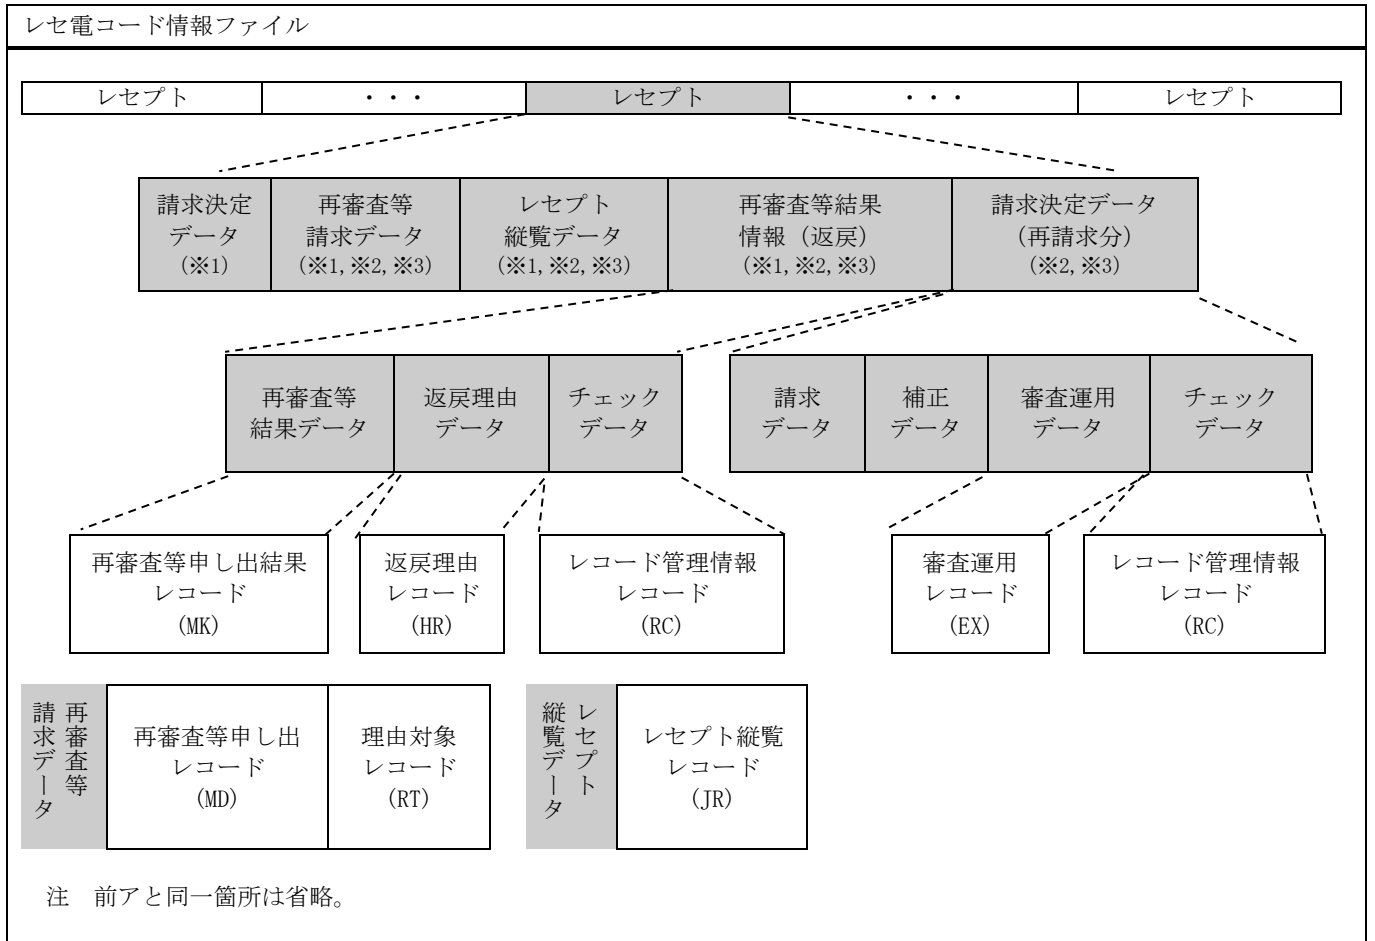 レセ電コード情報ファイル
レセプト
・・・
レセプト
・・・
レセプト
請求決定
データ
(※1)
再審査等
請求データ
(※1,※2,※3)
レセプト
縦覧データ
(※1,※2,※3)
再審査等結果
情報（返戻）
(※1,※2,※3)
請求決定データ
(再請求分)
(※2,※3)
再審査等
結果データ
返戻理由
データ
チェック
データ
請求
データ
補正
データ
審査運用
データ
チェック
データ
再審査等申し出結果
レコード
(MK)
返戻理由
レコード
(HR)
レコード管理情報
レコード
(RC)
審査運用
レコード
(EX)
レコード管理情報
レコード
(RC)
再審査等
請求データ
再審査等申し出
レコード
(MD)
理由対象
レコード
(RT)
レセプト
縦覧データ
レセプト縦覧
レコード
(JR)
注　前アと同一箇所は省略。